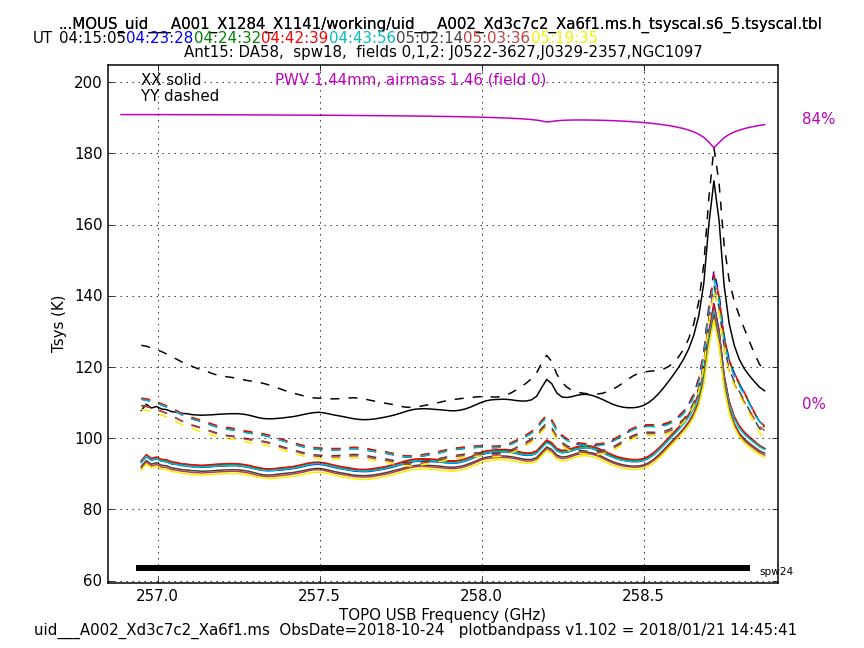 ...MOUS_uid___A001_X1284_X1141/working/uid___A002_Xd3c7c2_Xa6f1.ms.h_tsyscal.s6_5.tsyscal.tbl
UT 04:15:05 04:23:28 04:24:32 04:42:39 04:43:56 05:02:14 05:03:36 05:19:35
Ant15: DA58,  spw18,  fields 0,1,2: J0522-3627,J0329-2357,NGC1097
XX solid
YY dashed
PWV 1.44mm, airmass 1.46 (field 0)
84%
0%
200
180
160
140
120
100
80
60
Tsys (K)
spw24
257.0 257.5 258.0 258.5
TOPO USB Frequency (GHz)
uid___A002_Xd3c7c2_Xa6f1.ms  ObsDate=2018-10-24   plotbandpass v1.102 = 2018/01/21 14:45:41